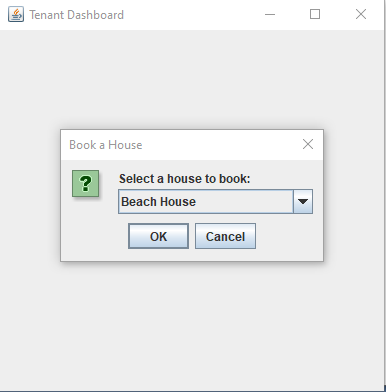 Tenant Dashboard
Book a House
?
Select a house to book:
Beach House
OK Cancel